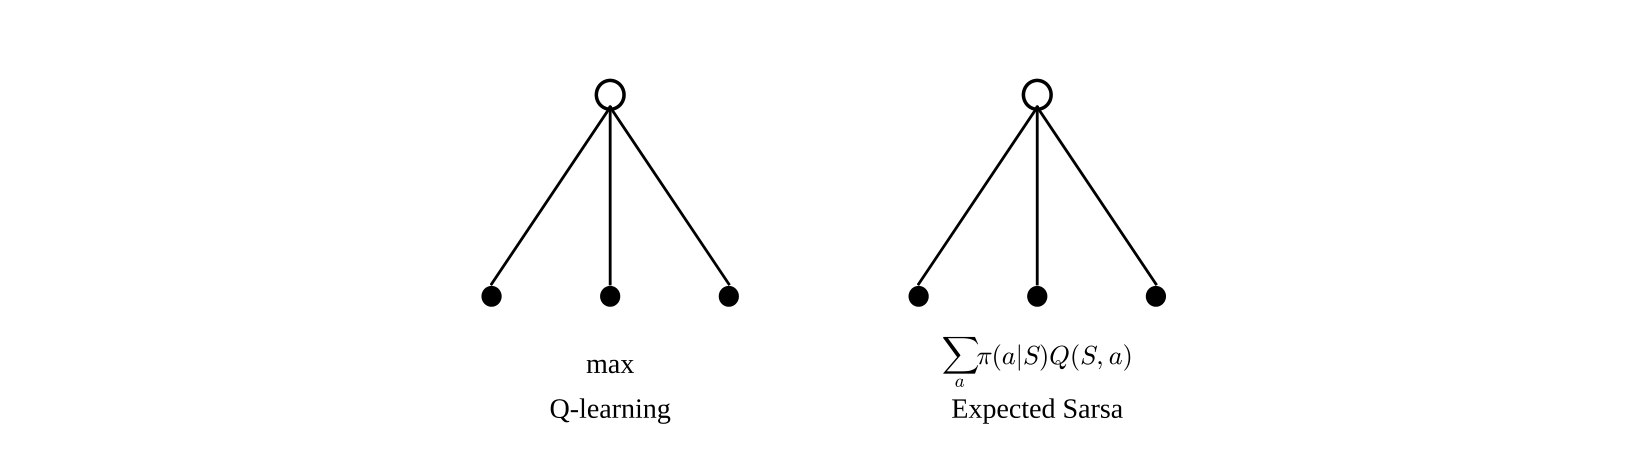 max
Q-learning
∑_a π(a|S)Q(S, a)
Expected Sarsa